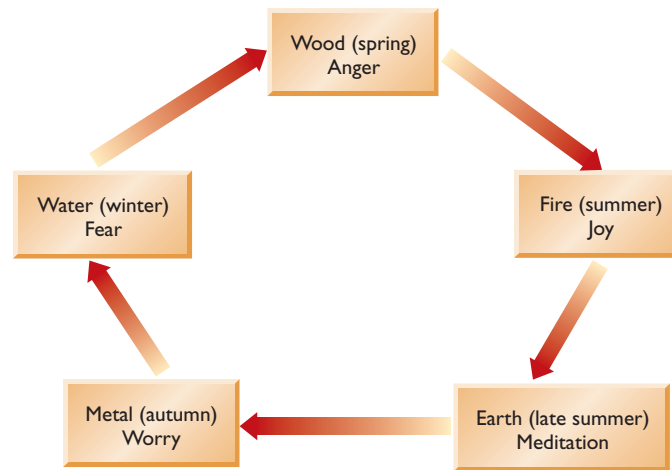 Wood (spring)
Anger
Fire (summer)
Joy
Earth (late summer)
Meditation
Metal (autumn)
Worry
Water (winter)
Fear